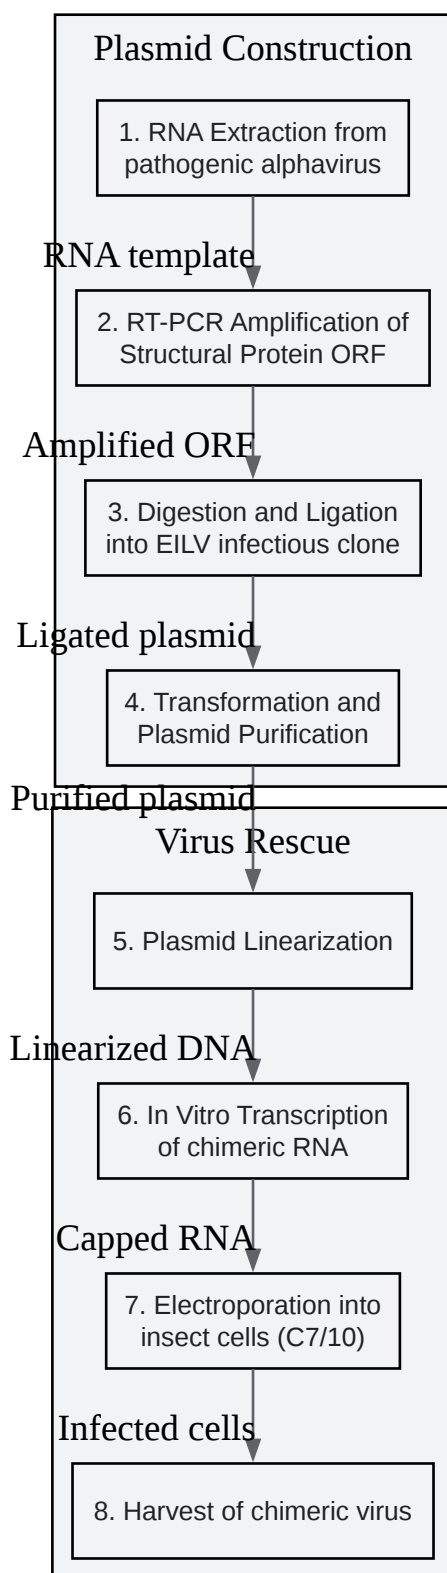 Plasmid Construction
1. RNA Extraction from
pathogenic alphavirus
RNA template
2. RT-PCR Amplification of
Structural Protein ORF
Amplified ORF
3. Digestion and Ligation
into EILV infectious clone
Ligated plasmid
4. Transformation and
Plasmid Purification
Purified plasmid
Virus Rescue
5. Plasmid Linearization
Linearized DNA
6. In Vitro Transcription
of chimeric RNA
Capped RNA
7. Electroporation into
insect cells (C7/10)
Infected cells
8. Harvest of chimeric virus